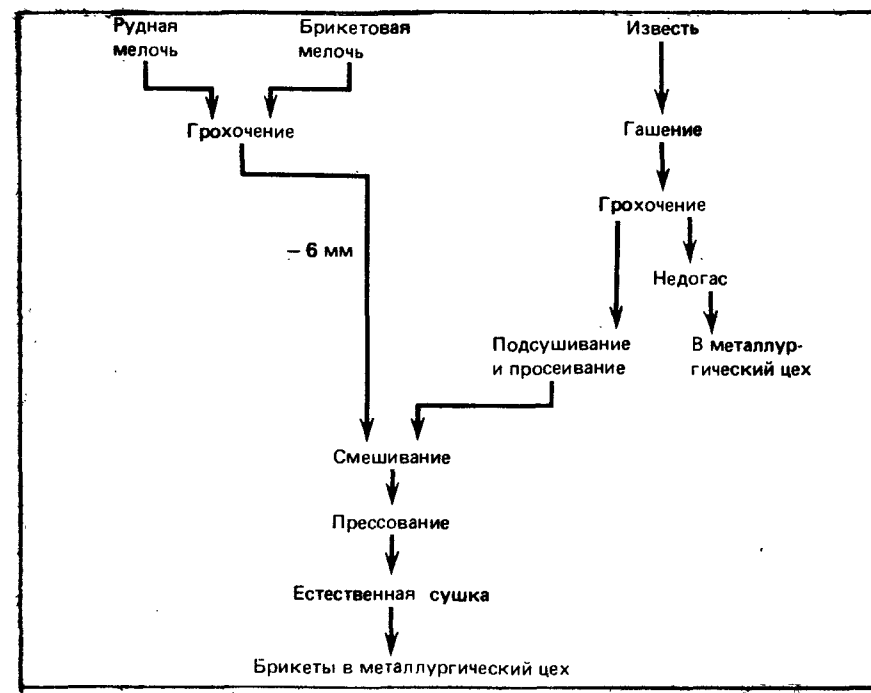 Рудная
мелочь
Брикетовая
мелочь
Известь
Грохочение
Гашение
Грохочение
– 6 мм
Недогас
Подсушивание
и просеивание
В металлур-
гический цех
Смешивание
Прессование
Естественная сушка
Брикеты в металлургический цех